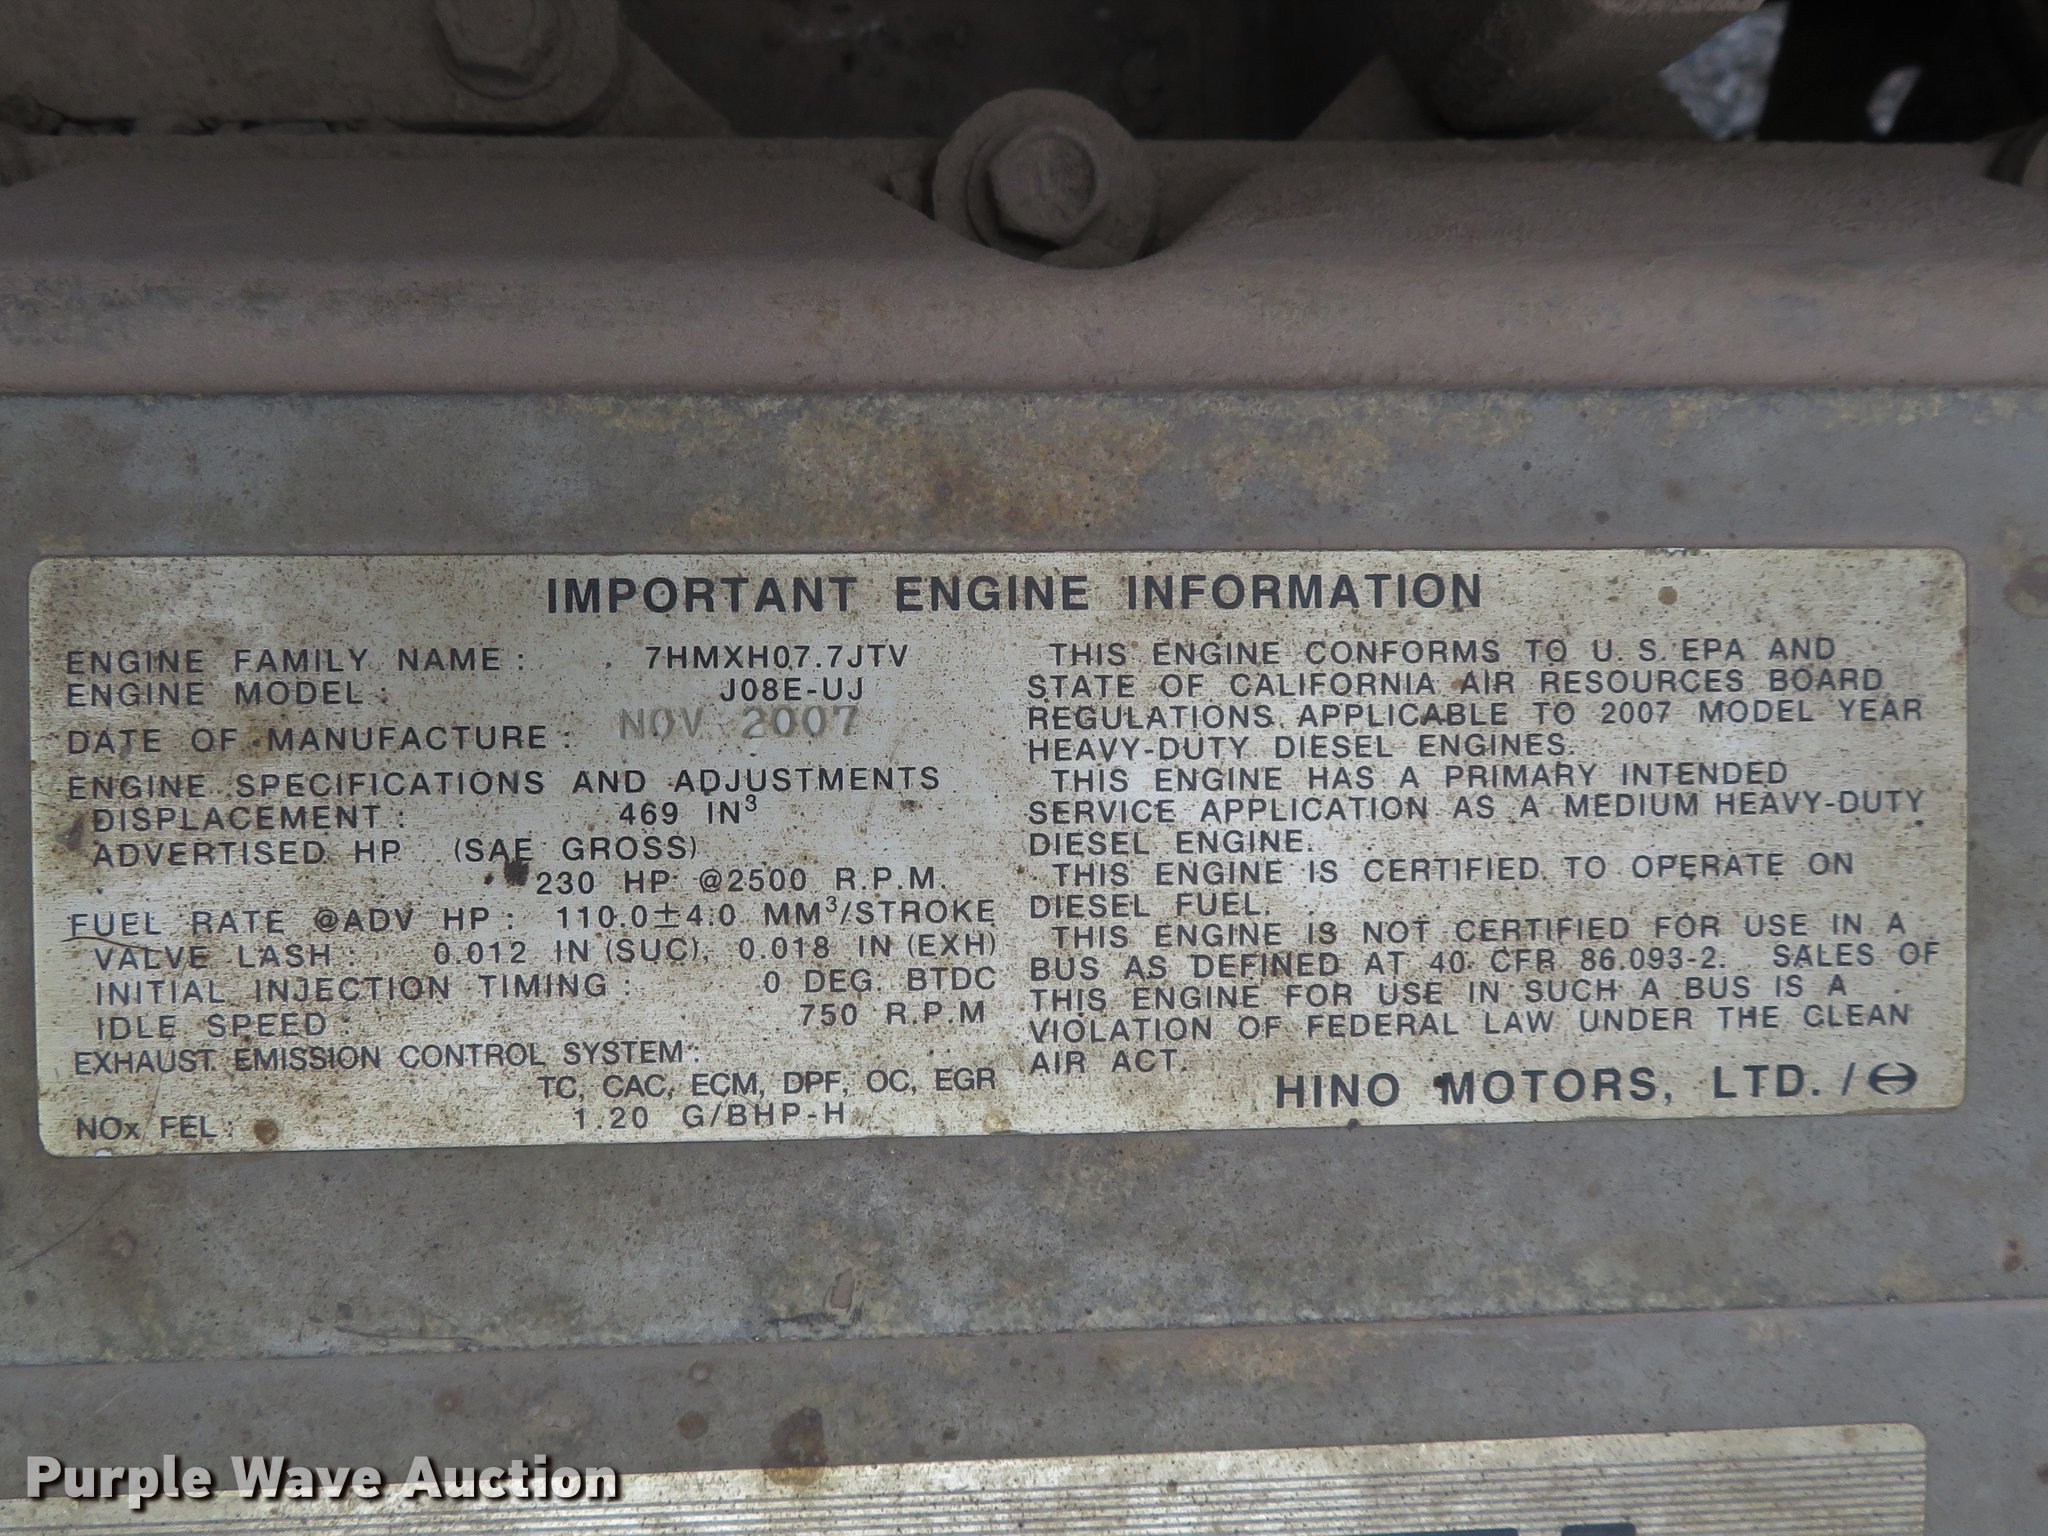 IMPORTANT ENGINE INFORMATION
ENGINE FAMILY NAME : 7HMXH07.7JTV
ENGINE MODEL : J08E-UJ
DATE OF MANUFACTURE : NOV. 2007
ENGINE SPECIFICATIONS AND ADJUSTMENTS
DISPLACEMENT : 469 IN³
ADVERTISED HP (SAE GROSS)
230 HP @2500 R.P.M.
FUEL RATE @ADV HP : 110.0±4.0 MM³/STROKE
VALVE LASH : 0.012 IN (SUC), 0.018 IN (EXH)
INITIAL INJECTION TIMING : 0 DEG. BTDC
IDLE SPEED : 750 R.P.M
EXHAUST EMISSION CONTROL SYSTEM :
TC, CAC, ECM, DPF, OC, EGR
NOx FEL : 1.20 G/BHP-H
THIS ENGINE CONFORMS TO U. S. EPA AND
STATE OF CALIFORNIA AIR RESOURCES BOARD
REGULATIONS APPLICABLE TO 2007 MODEL YEAR
HEAVY-DUTY DIESEL ENGINES.
THIS ENGINE HAS A PRIMARY INTENDED
SERVICE APPLICATION AS A MEDIUM HEAVY-DUTY
DIESEL ENGINE.
THIS ENGINE IS CERTIFIED TO OPERATE ON
DIESEL FUEL.
THIS ENGINE IS NOT CERTIFIED FOR USE IN A
BUS AS DEFINED AT 40 CFR 86.093-2. SALES OF
THIS ENGINE FOR USE IN SUCH A BUS IS A
VIOLATION OF FEDERAL LAW UNDER THE CLEAN
AIR ACT.
HINO MOTORS, LTD. /
Purple Wave Auction